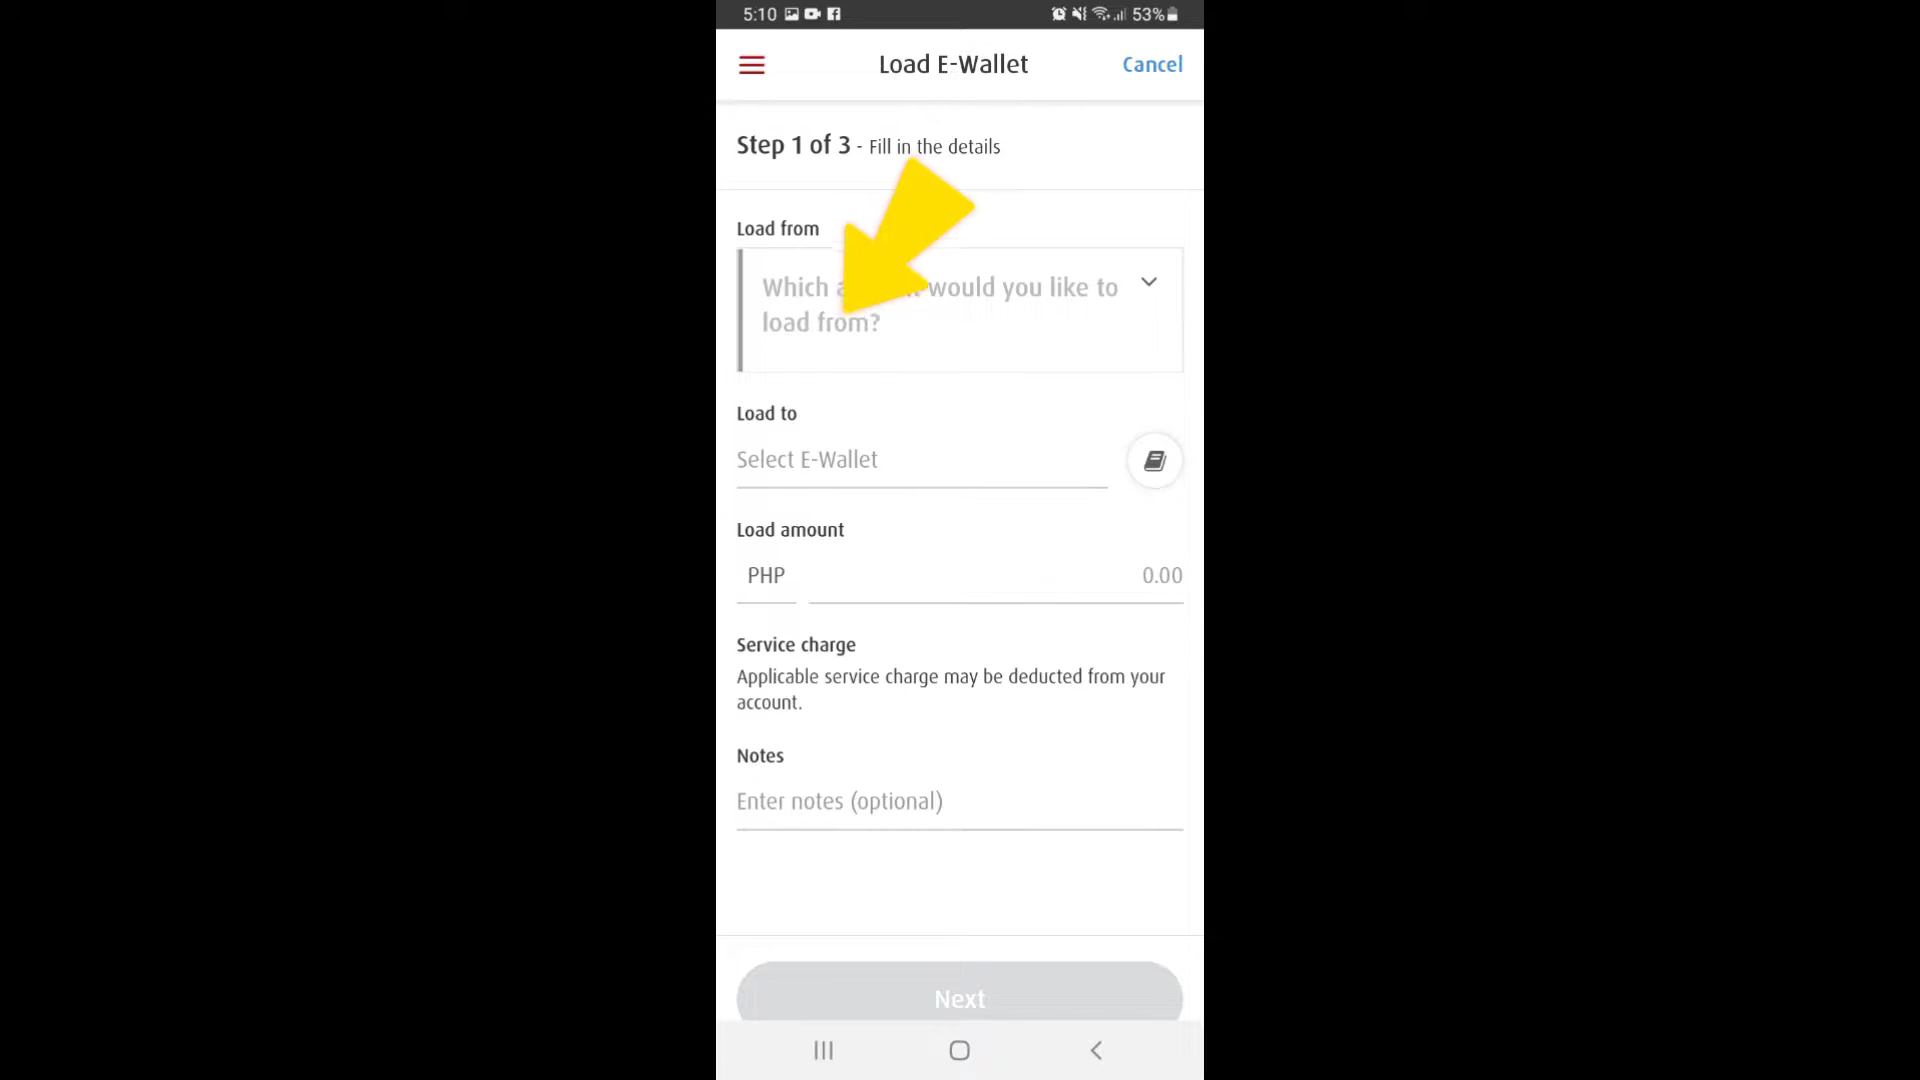 5:10 53%
Load E-Wallet Cancel
Step 1 of 3 - Fill in the details
Load from
Which would you like to
load from?
Load to
Select E-Wallet
Load amount
PHP 0.00
Service charge
Applicable service charge may be deducted from your
account.
Notes
Enter notes (optional)
Next